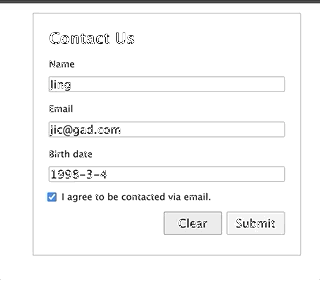 Contact Us
Name
ling
Email
jic@gad.com
Birth date
1998-3-4
I agree to be contacted via email.
Clear Submit